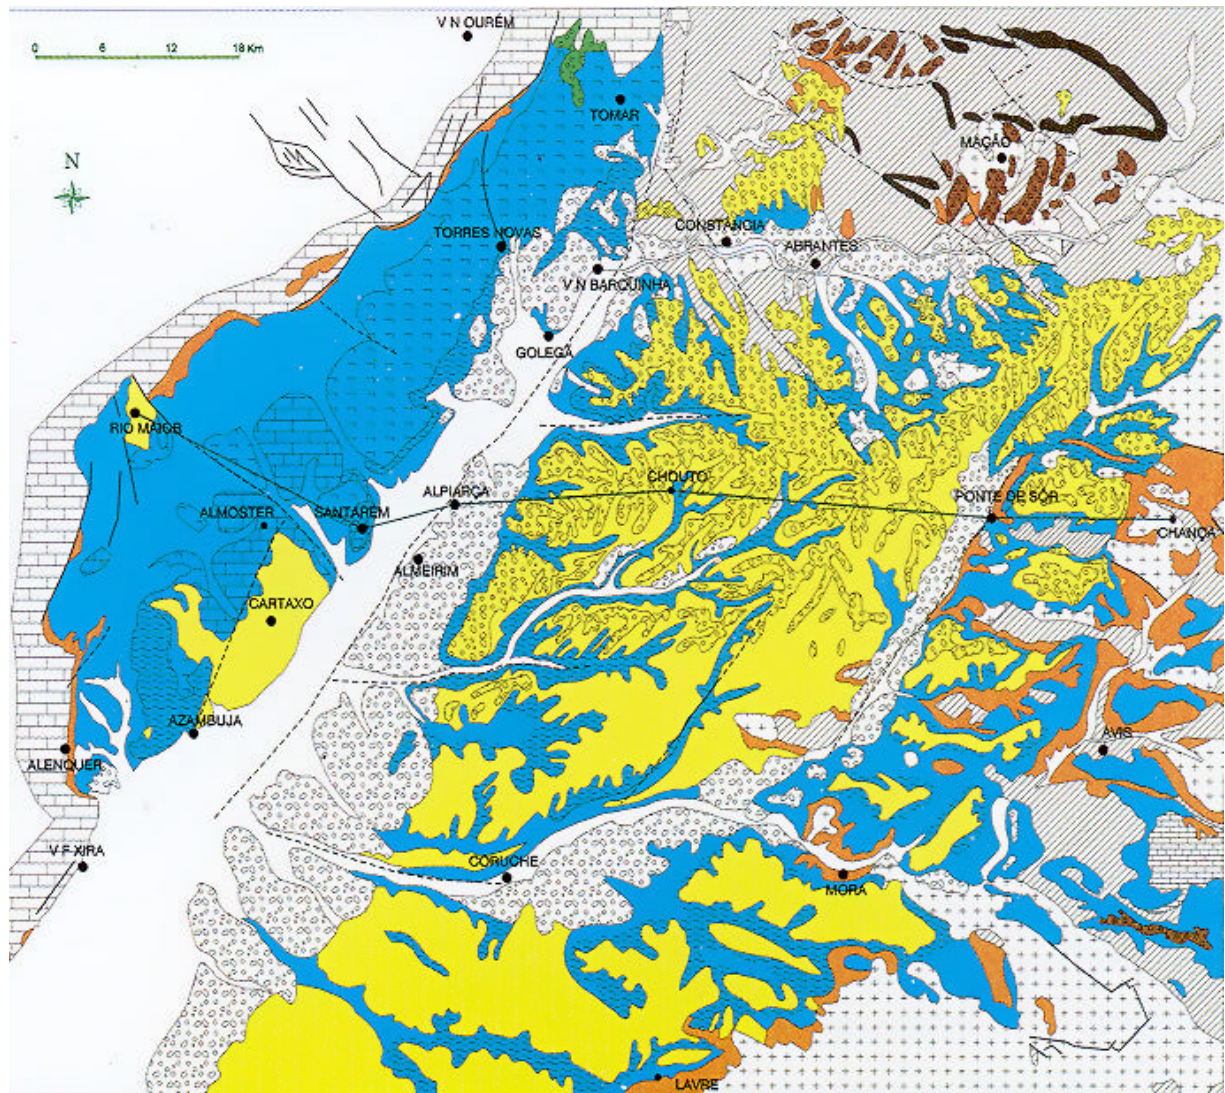 V N OURÉM
0 6 12 18 Km
TOMAR
MAÇÃO
N
CONSTÂNCIA
TORRES NOVAS
ABRANTES
V N BARQUINHA
GOLEGÃ
RIO MAIOR
CHOUTO
ALPIARÇA
PONTE DE SÔR
ALMOSTER
SANTARÉM
CHANÇA
ALMEIRIM
CARTAXO
AZAMBUJA
AVIS
ALENQUER
V F XIRA
CORUCHE
MORA
LAVRE